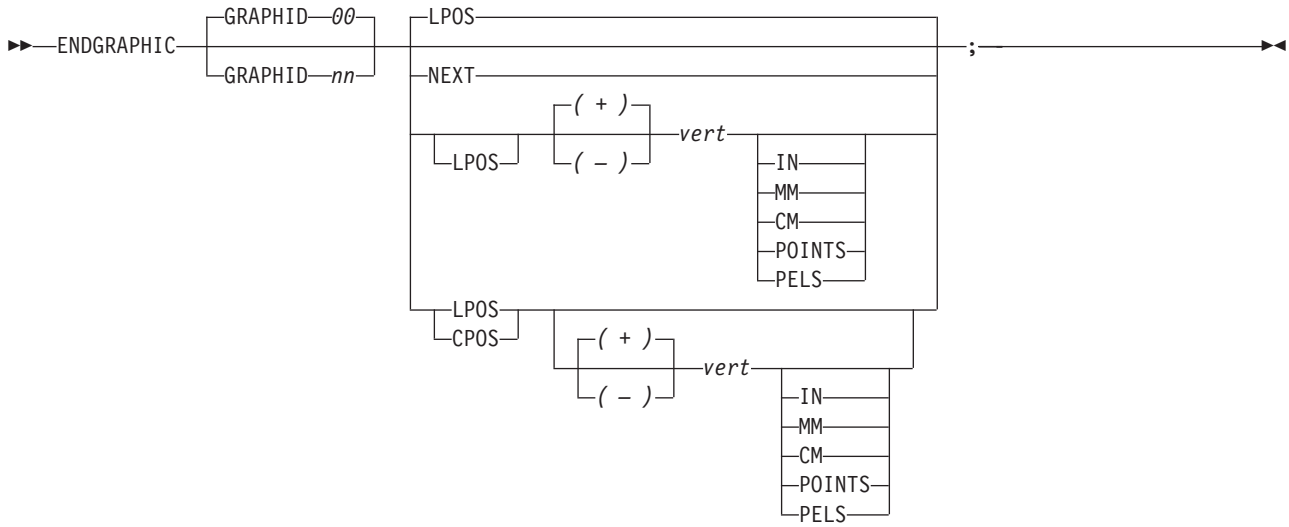 GRAPHID 00 LPOS
ENDGRAPHIC ;
GRAPHID nn NEXT
( + )
vert
LPOS ( – ) IN
MM
CM
POINTS
PELS
LPOS
CPOS ( + )
vert
( – ) IN
MM
CM
POINTS
PELS